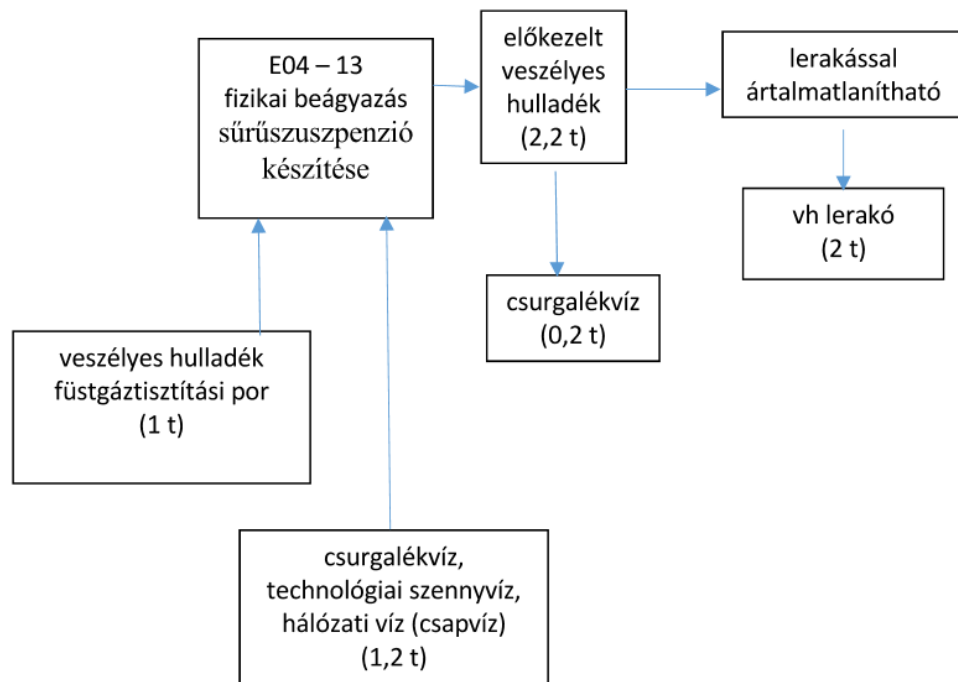 E04 – 13
fizikai beágyazás
sűrűszuszpenzió
készítése
előkezelt
veszélyes
hulladék
(2,2 t)
lerakással
ártalmatlanítható
vh lerakó
(2 t)
csurgalékvíz
(0,2 t)
veszélyes hulladék
füstgáztisztítási por
(1 t)
csurgalékvíz,
technológiai szennyvíz,
hálózati víz (csapvíz)
(1,2 t)